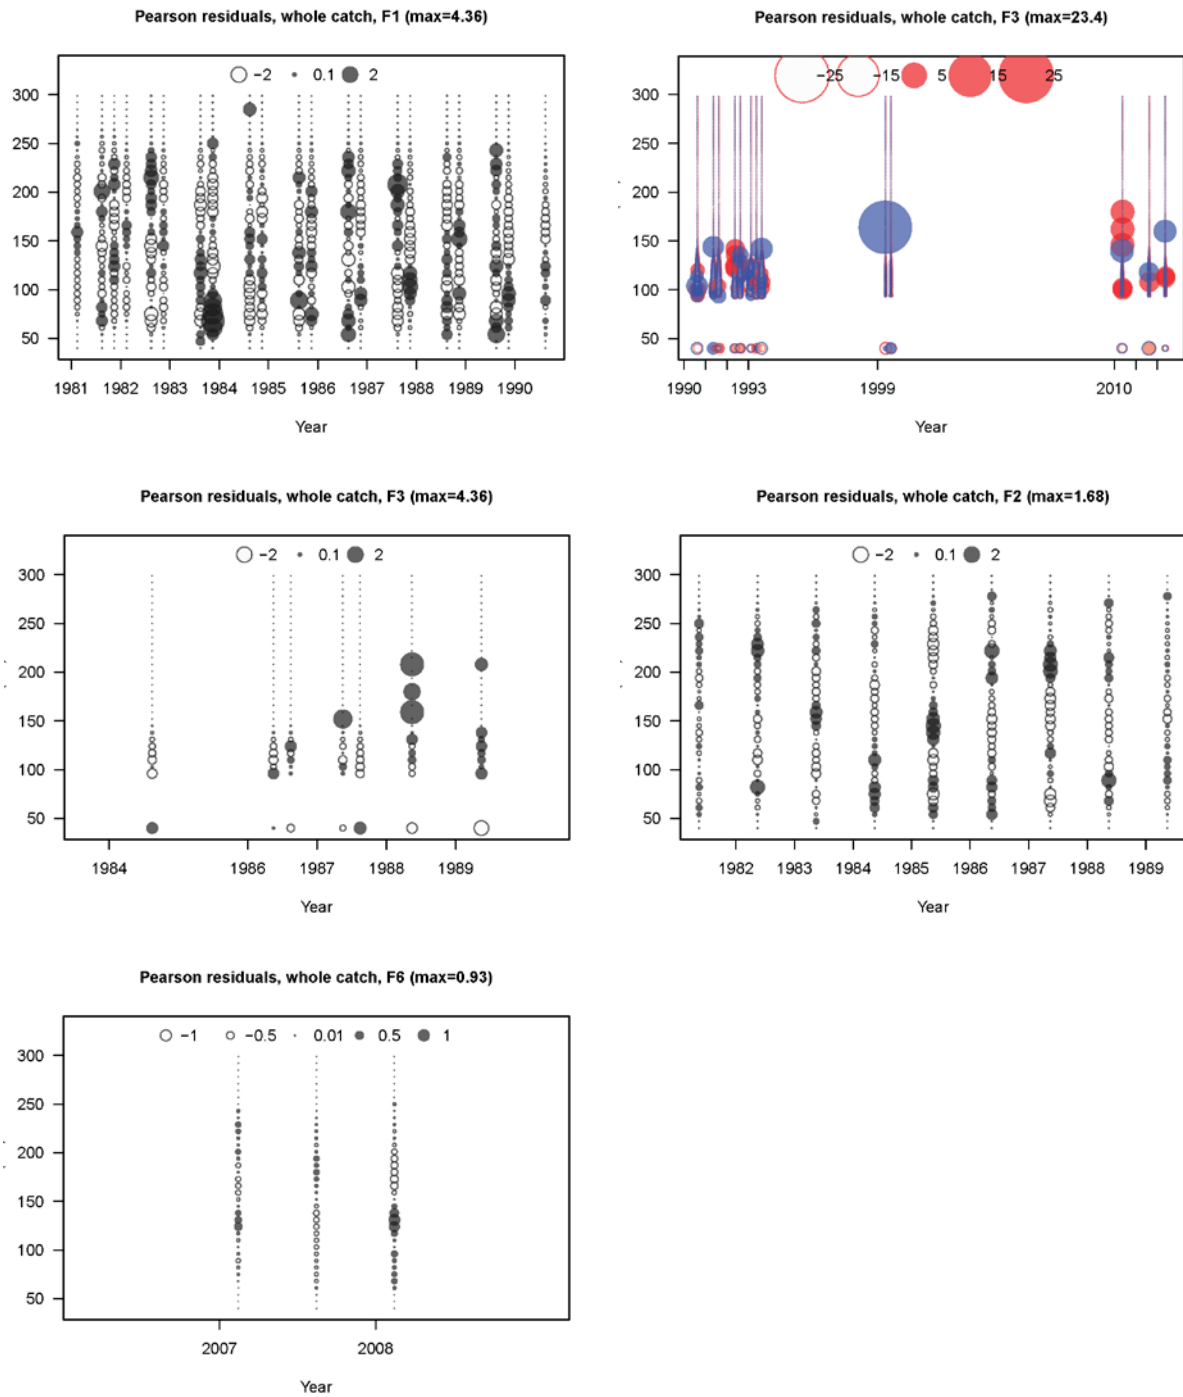 Pearson residuals, whole catch, F1 (max=4.36)
−2 0.1 2
300
250
200
150
100
50
1981 1982 1983 1984 1985 1986 1987 1988 1989 1990
Year
Pearson residuals, whole catch, F3 (max=23.4)
−25 −15 5 15 25
300
250
200
150
100
50
1990 1993 1999 2010
Year
Pearson residuals, whole catch, F3 (max=4.36)
−2 0.1 2
300
250
200
150
100
50
1984 1986 1987 1988 1989
Year
Pearson residuals, whole catch, F2 (max=1.68)
−2 0.1 2
300
250
200
150
100
50
1982 1983 1984 1985 1986 1987 1988 1989
Year
Pearson residuals, whole catch, F6 (max=0.93)
−1 −0.5 0.01 0.5 1
300
250
200
150
100
50
2007 2008
Year